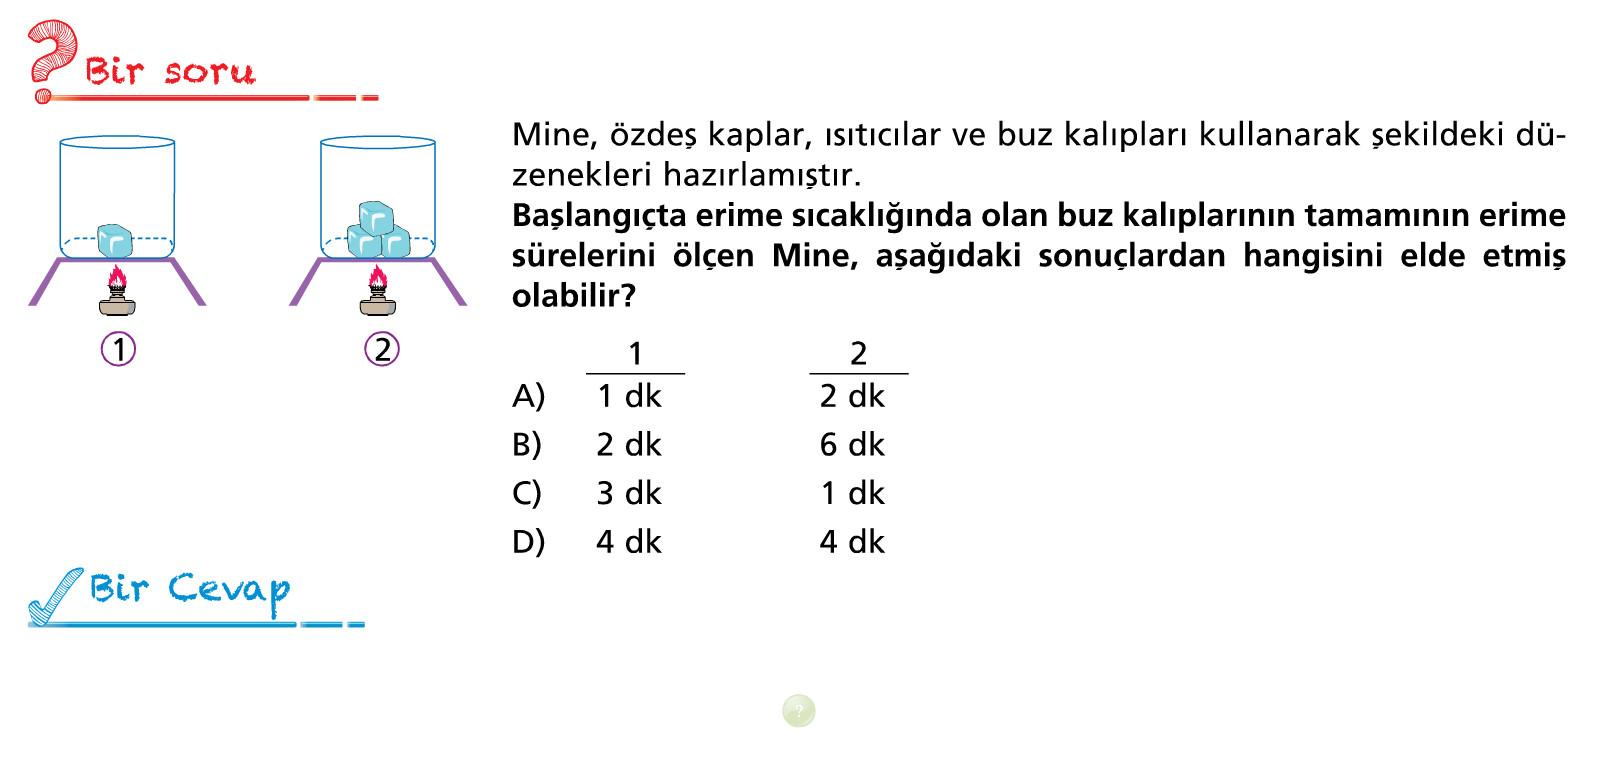 Bir soru
Mine, özdeş kaplar, ısıtıcılar ve buz kalıpları kullanarak şekildeki dü-
zenekleri hazırlamıştır.
Başlangıçta erime sıcaklığında olan buz kalıplarının tamamının erime
sürelerini ölçen Mine, aşağıdaki sonuçlardan hangisini elde etmiş
olabilir?
1 2
1 2
A) 1 dk 2 dk
B) 2 dk 6 dk
C) 3 dk 1 dk
D) 4 dk 4 dk
Bir Cevap
?